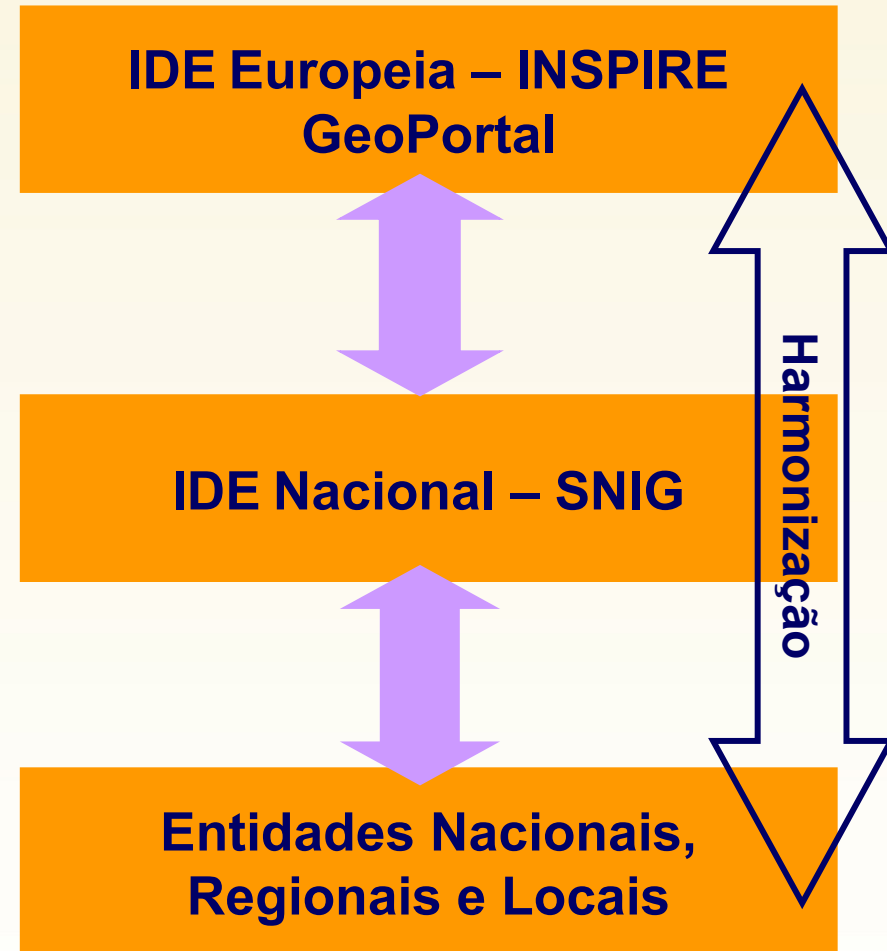 IDE Europeia – INSPIRE
GeoPortal
Harmonização
IDE Nacional – SNIG
Entidades Nacionais,
Regionais e Locais